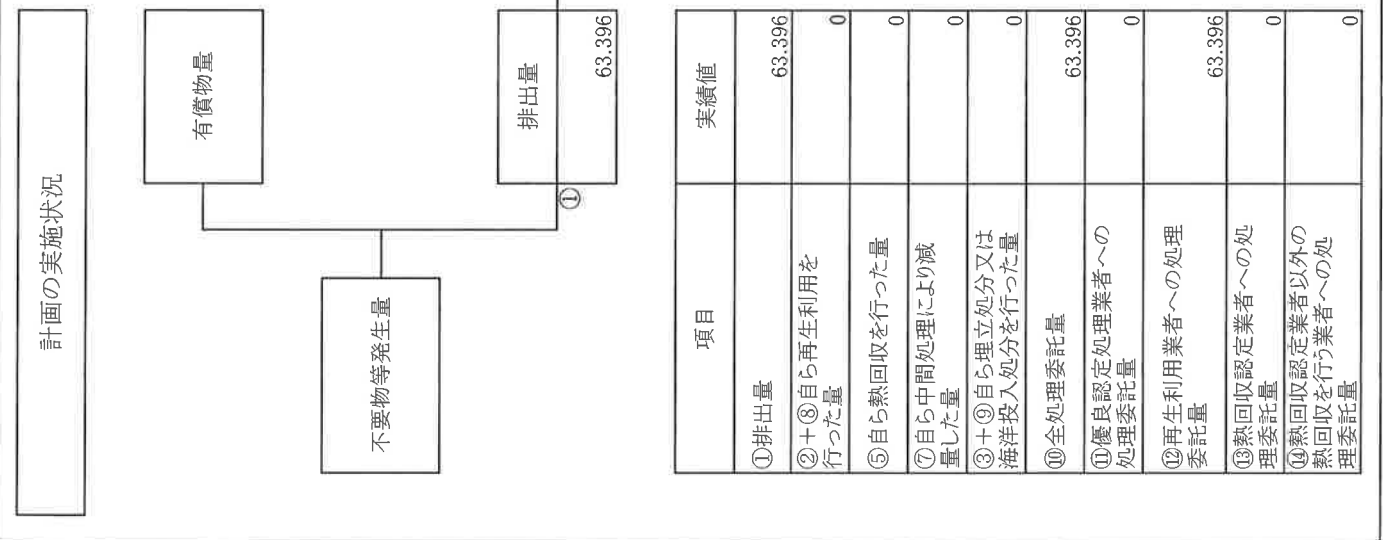 計画の実施状況
不要物等発生量
有償物量
①
排出量
63.396
項目
実績値
①排出量
63.396
②＋⑧自ら再生利用を
行った量
0
⑤自ら熱回収を行った量
0
⑦自ら中間処理により減
量した量
0
③＋⑨自ら埋立処分又は
海洋投入処分を行った量
0
⑩全処理委託量
63.396
⑪優良認定処理業者への
処理委託量
0
⑫再生利用業者への処理
委託量
63.396
⑬熱回収認定業者への処
理委託量
0
⑭熱回収認定業者以外の
熱回収を行う業者への処
理委託量
0